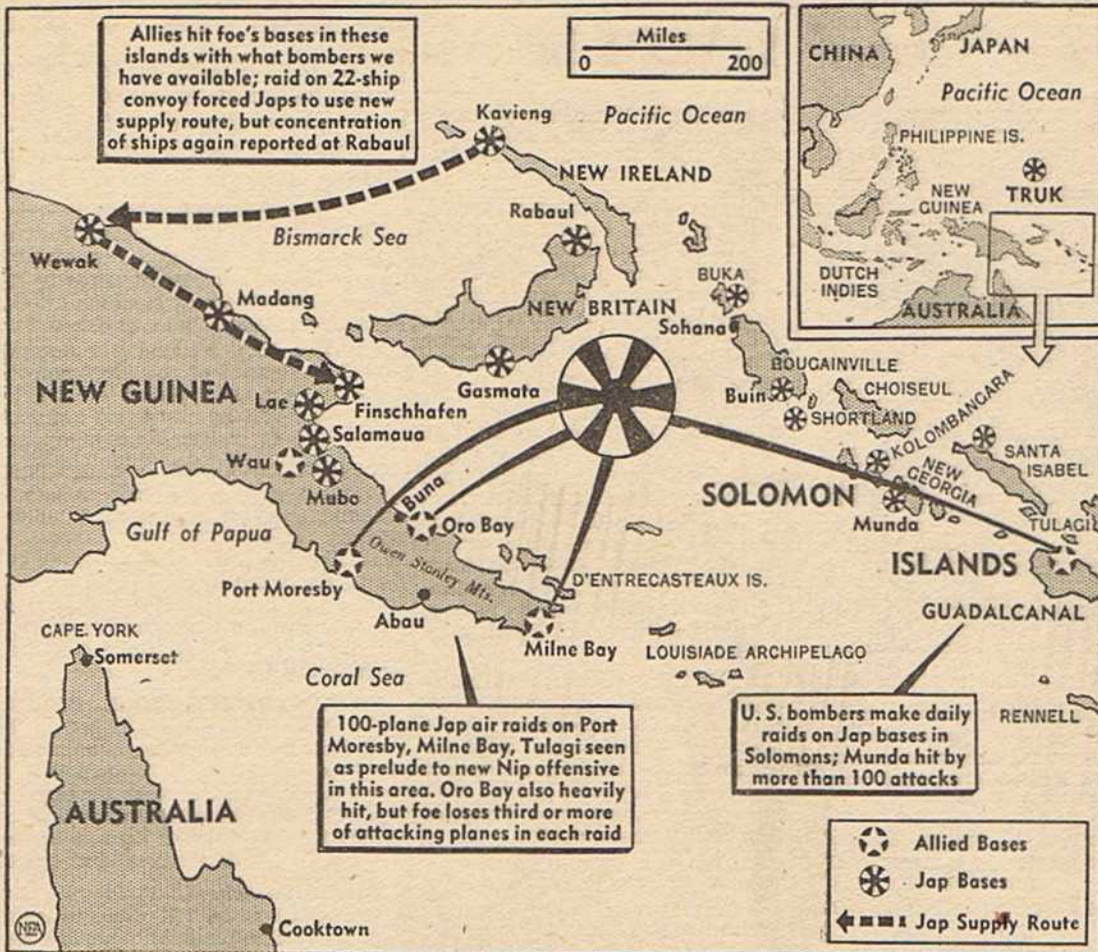 Allies hit foe's bases in these
islands with what bombers we
have available; raid on 22-ship
convoy forced Japs to use new
supply route, but concentration
of ships again reported at Rabaul
Miles
0 200
CHINA
JAPAN
Pacific Ocean
PHILIPPINE IS.
TRUK
NEW
GUINEA
DUTCH
INDIES
AUSTRALIA
Kavieng
Pacific Ocean
NEW IRELAND
Rabaul
Bismarck Sea
Wewak
Madang
BUKA
NEW BRITAIN
Sohana
NEW GUINEA
Gasmata
BOUGAINVILLE
Buin
CHOISEUL
SHORTLAND
KOLOMBANGARA
Lae
Finschhafen
Salamaua
Wau
Mubo
SANTA
ISABEL
NEW
GEORGIA
SOLOMON
Munda
TULAGI
Buna
Oro Bay
Gulf of Papua
Owen Stanley Mts.
ISLANDS
Port Moresby
D'ENTRECASTEAUX IS.
Abau
GUADALCANAL
Milne Bay
CAPE YORK
Somerset
LOUISIADE ARCHIPELAGO
Coral Sea
RENNELL
100-plane Jap air raids on Port
Moresby, Milne Bay, Tulagi seen
as prelude to new Nip offensive
in this area. Oro Bay also heavily
hit, but foe loses third or more
of attacking planes in each raid
U. S. bombers make daily
raids on Jap bases in
Solomons; Munda hit by
more than 100 attacks
AUSTRALIA
Allied Bases
Jap Bases
Jap Supply Route
NEA
Cooktown